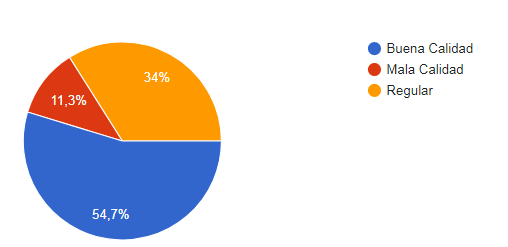 Buena Calidad
Mala Calidad
Regular
34%
11,3%
54,7%